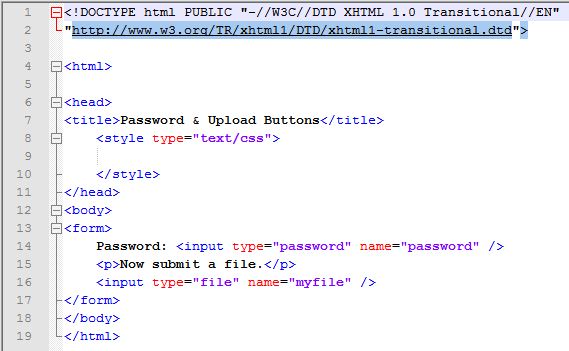 1 <!DOCTYPE html PUBLIC "-//W3C//DTD XHTML 1.0 Transitional//EN"
2 "http://www.w3.org/TR/xhtml1/DTD/xhtml1-transitional.dtd">
3
4 <html>
5
6 <head>
7 <title>Password & Upload Buttons</title>
8 <style type="text/css">
9
10 </style>
11 </head>
12 <body>
13 <form>
14 Password: <input type="password" name="password" />
15 <p>Now submit a file.</p>
16 <input type="file" name="myfile" />
17 </form>
18 </body>
19 </html>